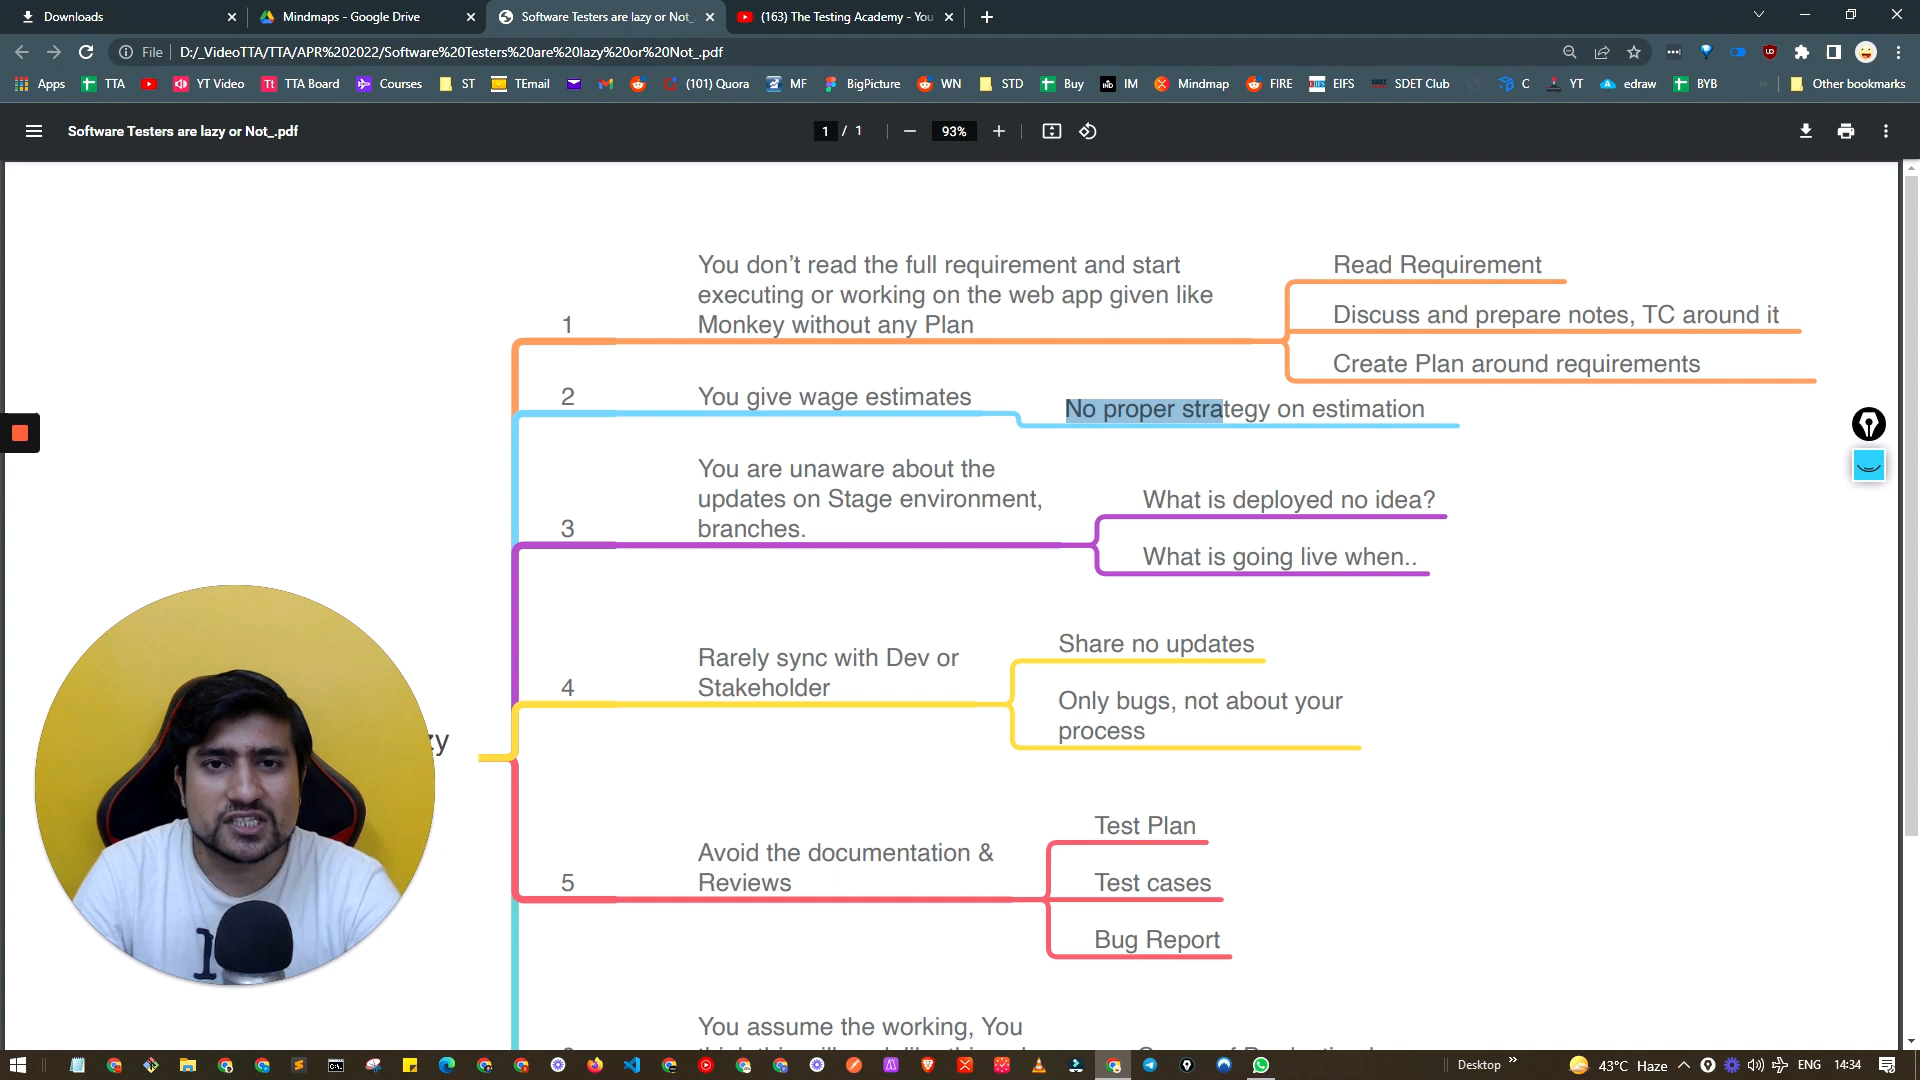 Downloads
Mindmaps - Google Drive
Software Testers are lazy or Not_
(163) The Testing Academy - You
File
D:/_VideoTTA/TTA/APR%202022/Software%20Testers%20are%20lazy%20or%20Not_.pdf
Apps
TTA
YT Video
TTA Board
Courses
ST
TEmail
(101) Quora
MF
BigPicture
WN
STD
Buy
IM
Mindmap
FIRE
EIFS
SDET Club
C
YT
edraw
BYB
Other bookmarks
Software Testers are lazy or Not_.pdf
1 / 1
93%
You don't read the full requirement and start
executing or working on the web app given like
1 Monkey without any Plan
Read Requirement
Discuss and prepare notes, TC around it
Create Plan around requirements
2 You give wage estimates
No proper strategy on estimation
You are unaware about the
updates on Stage environment,
3 branches.
What is deployed no idea?
What is going live when..
Rarely sync with Dev or
4 Stakeholder
Share no updates
Only bugs, not about your
process
zy
Avoid the documentation &
5 Reviews
Test Plan
Test cases
Bug Report
You assume the working, You
Desktop
43°C Haze
ENG
14:34